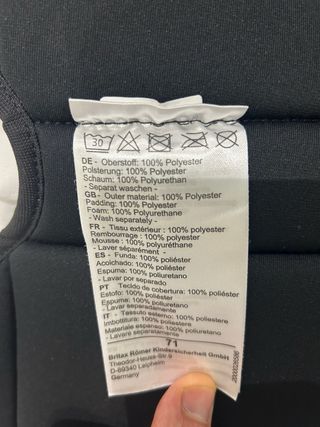 30
DE - Oberstoff: 100% Polyester
Polsterung: 100% Polyester
Schaum: 100% Polyurethan
- Separat waschen -
GB- Outer material: 100% Polyester
Padding: 100% Polyester
Foam: 100% Polyurethane
- Wash separately -
FR - Tissu extérieur : 100% polyester
Rembourrage : 100% polyester
Mousse : 100% polyuréthane
- Laver séparément -
ES - Funda: 100% poliéster
Acolchado: 100% poliéster
Espuma: 100% poliuretano
- Lavar por separado
PT - Tecido de cobertura: 100% poliéster
Estofo: 100% poliéster
Espuma: 100% poliuretano
- Lavar separadamente -
IT - Tessuto esterno: 100% poliestere
Imbottitura: 100% poliestere
Materiale espanso: 100% poliuretano
- Lavare separatamente -
71
Britax Römer Kindersicherheit GmbH
Theodor-Heuss-Str.9
D-89340 Leipheim
Germany